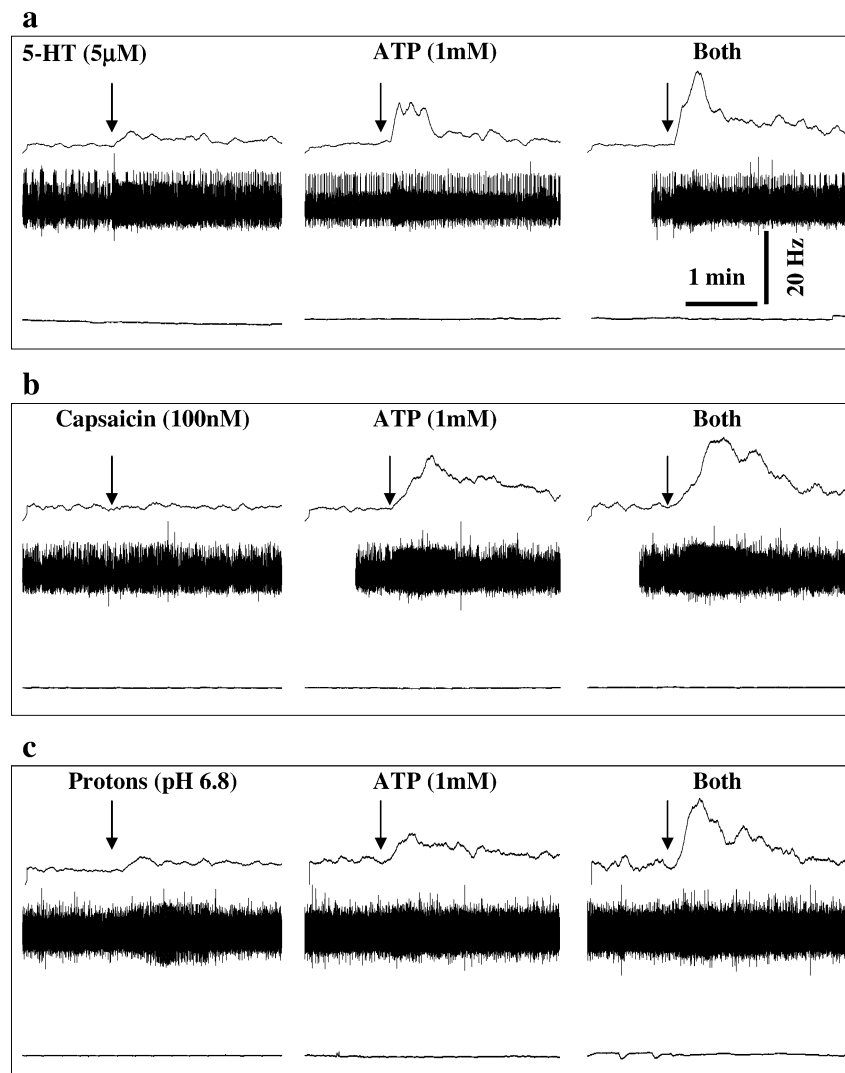 a
5-HT (5μM)
ATP (1mM)
Both
1 min
20 Hz
b
Capsaicin (100nM)
ATP (1mM)
Both
c
Protons (pH 6.8)
ATP (1mM)
Both